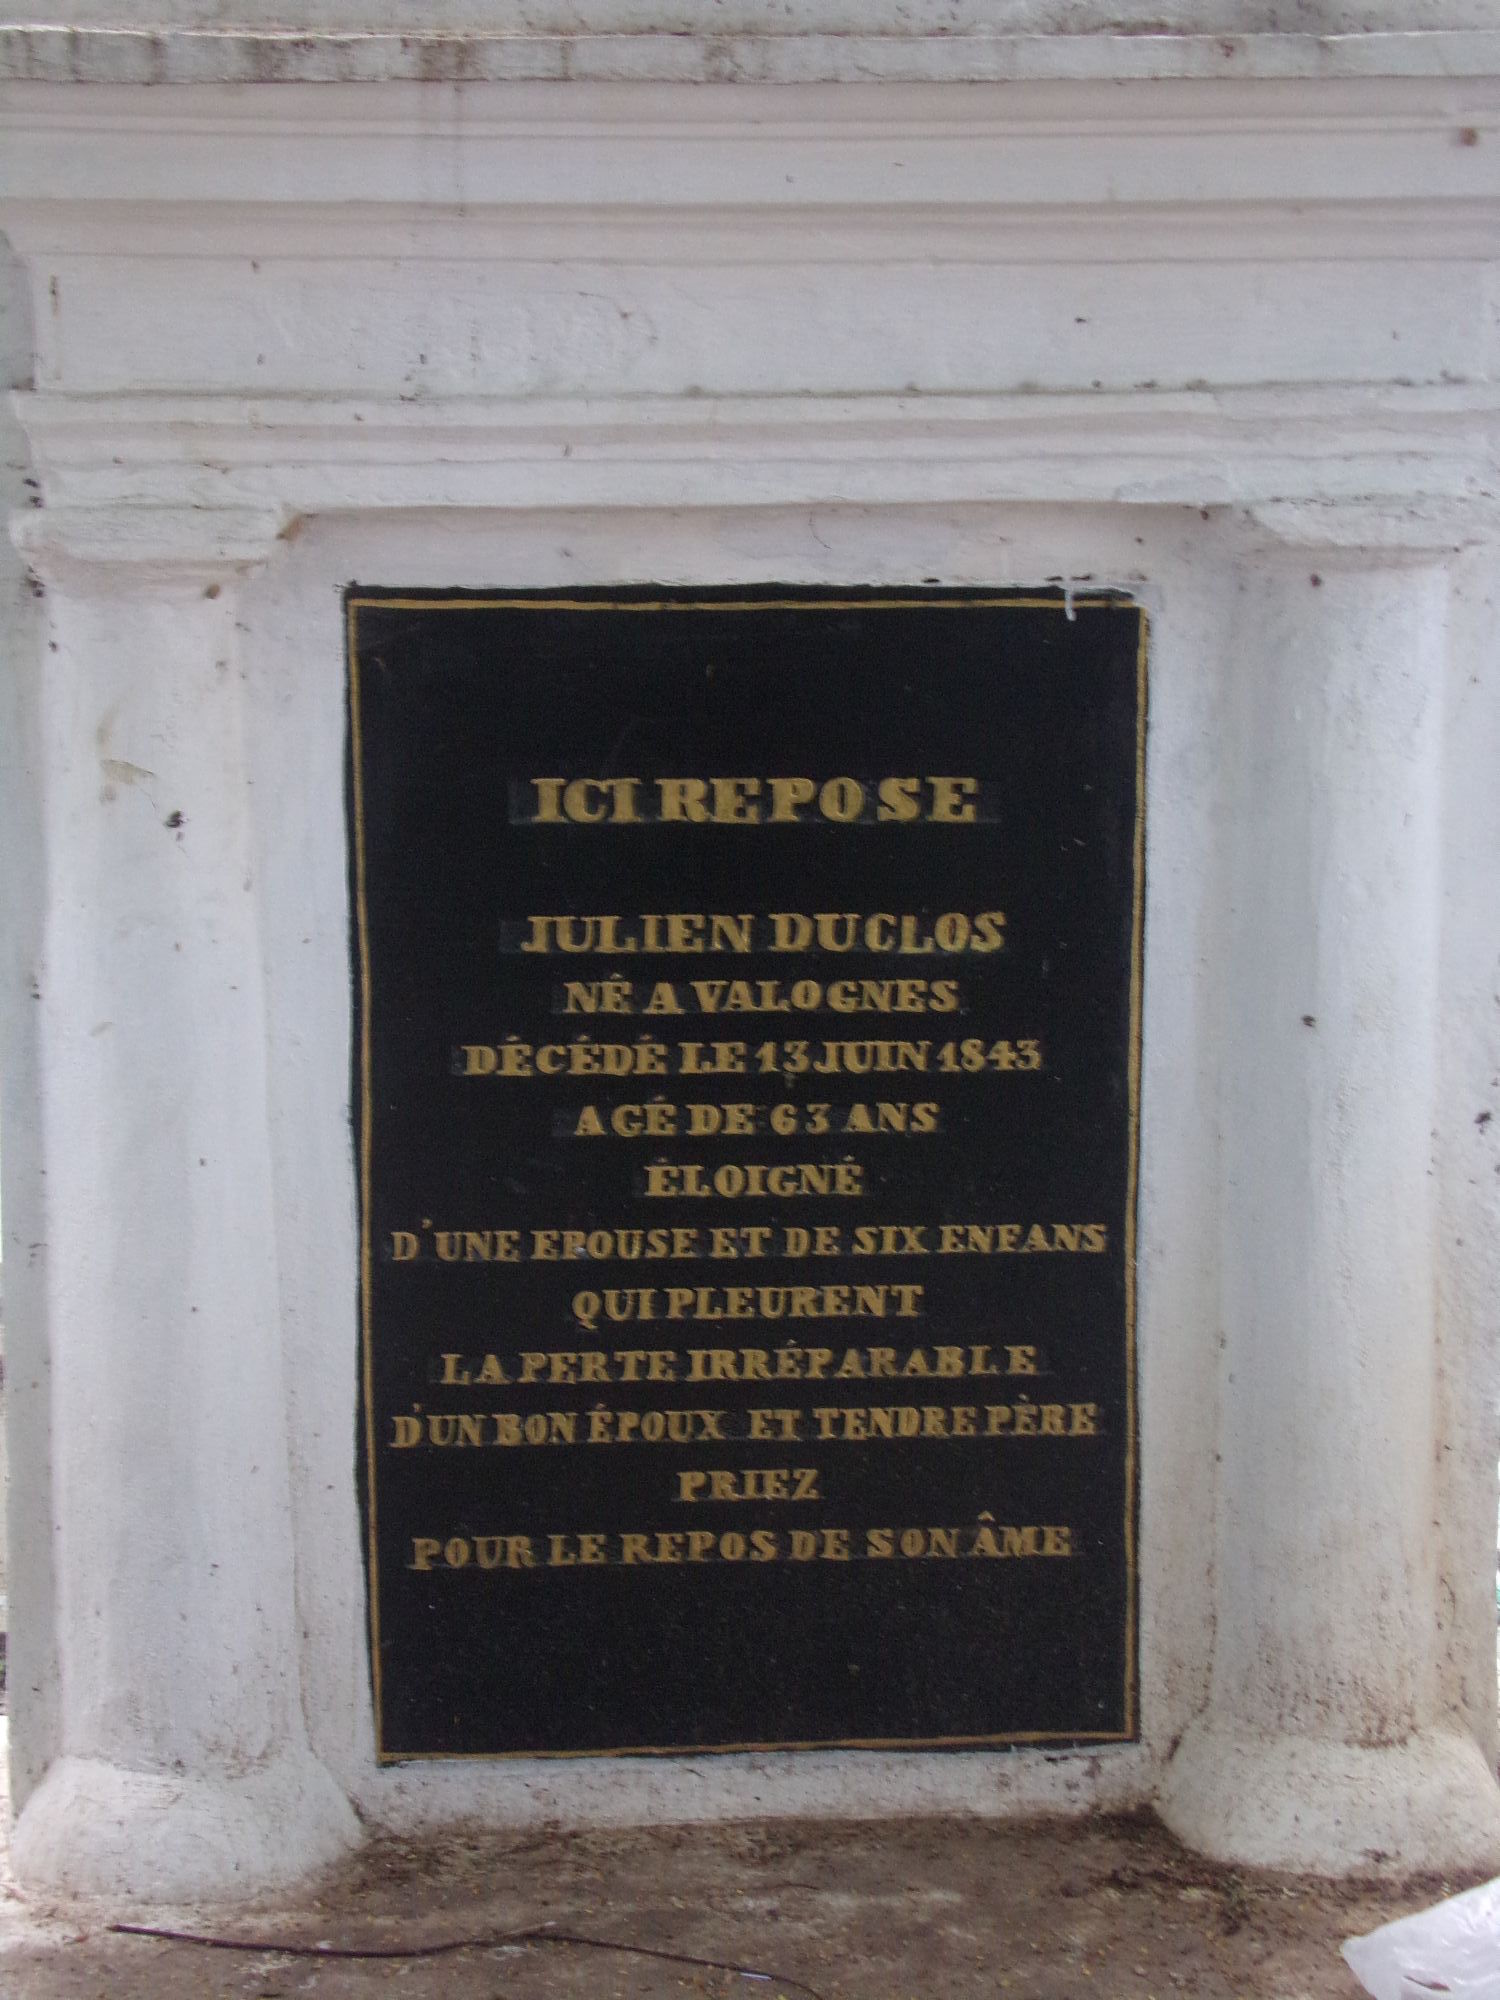 ICI REPOSE
JULIEN DUCLOS
NÉ A VALOGNES
DÉCÉDÉ LE 13 JUIN 1843
AGÉ DE 63 ANS
ÉLOIGNÉ
D'UNE EPOUSE ET DE SIX ENFANS
QUI PLEURENT
LA PERTE IRRÉPARABLE
D'UN BON ÉPOUX ET TENDRE PÈRE
PRIEZ
POUR LE REPOS DE SON ÂME